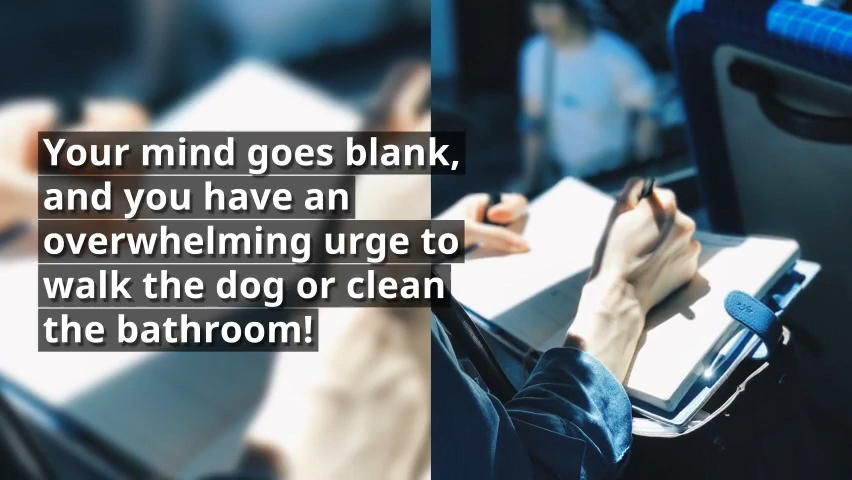 Your mind goes blank,
and you have an
overwhelming urge to
walk the dog or clean
the bathroom!